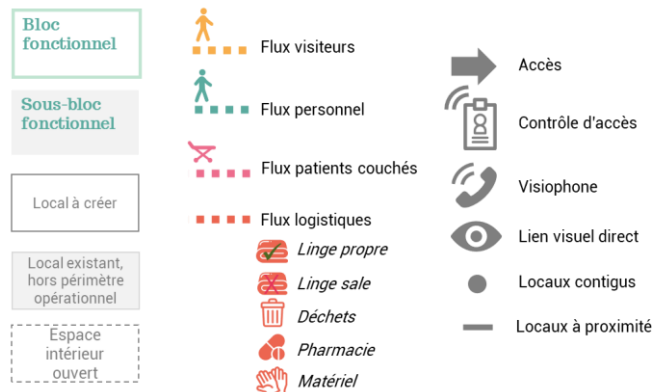 Bloc
fonctionnel
Sous-bloc
fonctionnel
Local à créer
Local existant,
hors périmètre
opérationnel
Espace
intérieur
ouvert
Flux visiteurs
Flux personnel
Flux patients couchés
Flux logistiques
Linge propre
Linge sale
Déchets
Pharmacie
Matériel
Accès
Contrôle d'accès
Visiophone
Lien visuel direct
Locaux contigus
Locaux à proximité